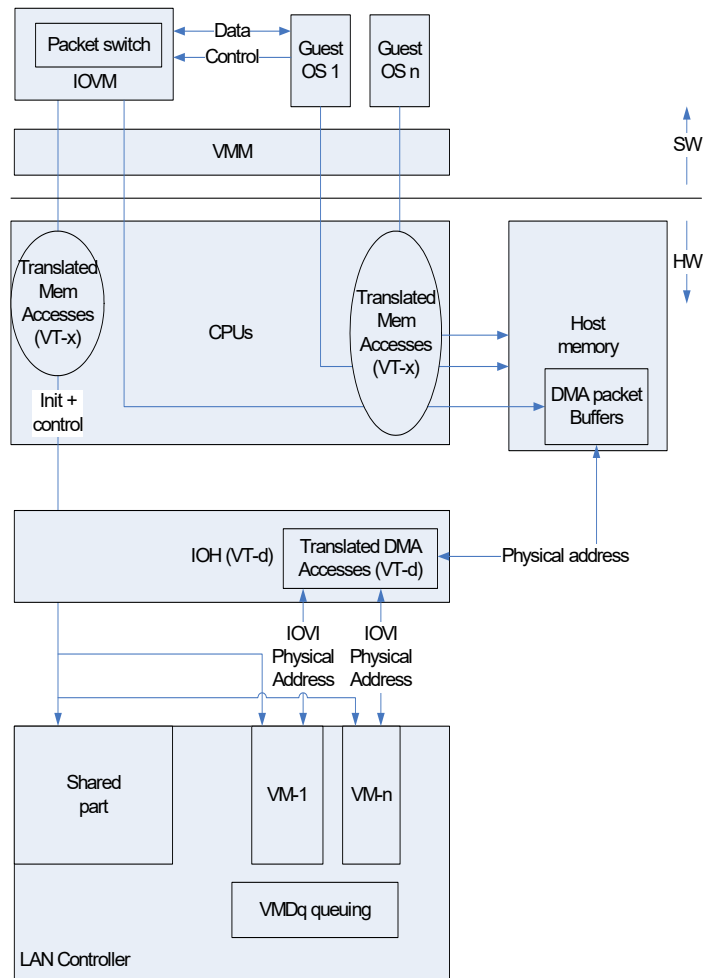 Packet switch
IOVM
Data
Control
Guest
OS 1
Guest
OS n
VMM
SW
HW
Translated
Mem
Accesses
(VT-x)
CPUs
Translated
Mem
Accesses
(VT-x)
Host
memory
DMA packet
Buffers
Init +
control
IOH (VT-d)
Translated DMA
Accesses (VT-d)
Physical address
IOVI
Physical
Address
IOVI
Physical
Address
Shared
part
VM-1
VM-n
VMDq queuing
LAN Controller